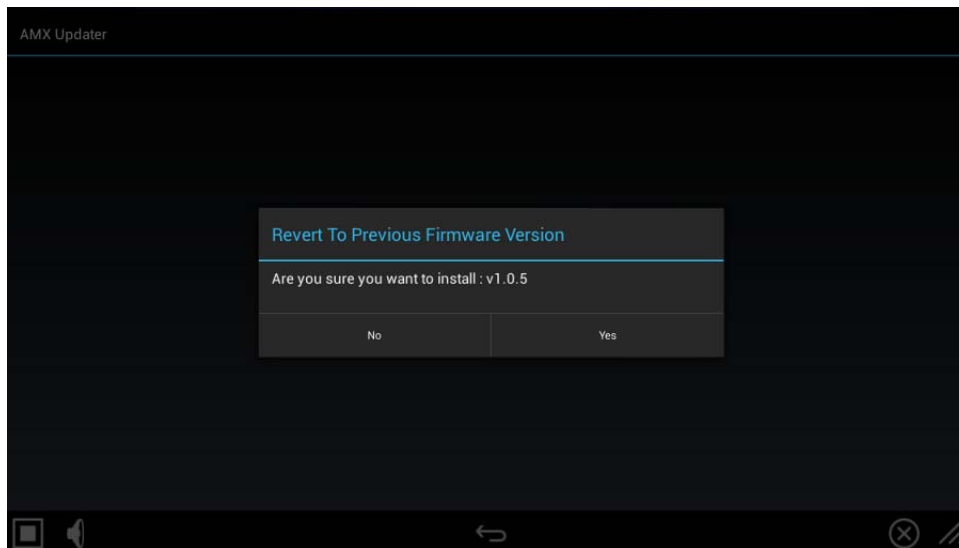 AMX Updater
Revert To Previous Firmware Version
Are you sure you want to install : v1.0.5
No
Yes